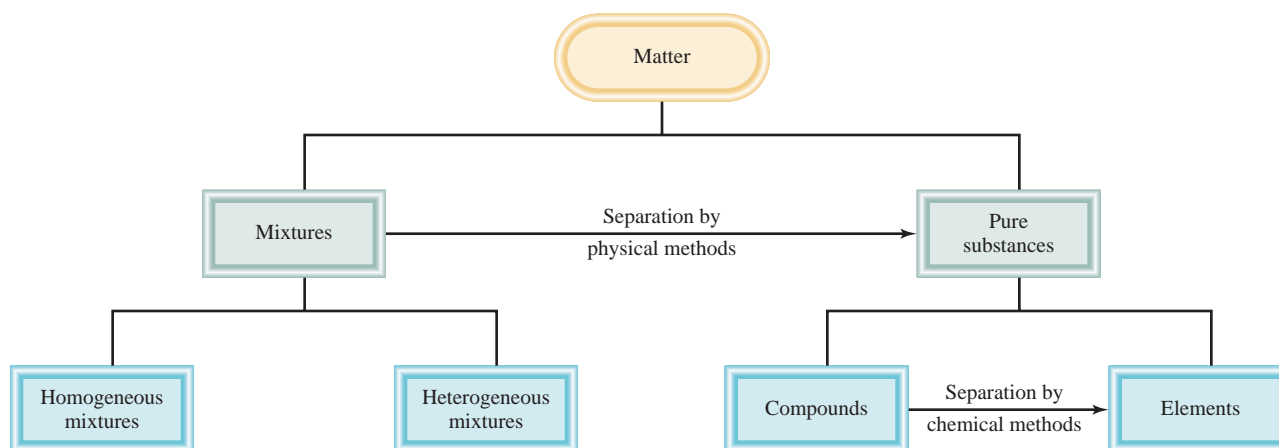 Matter
Mixtures
Separation by
physical methods
Pure
substances
Homogeneous
mixtures
Heterogeneous
mixtures
Compounds
Separation by
chemical methods
Elements